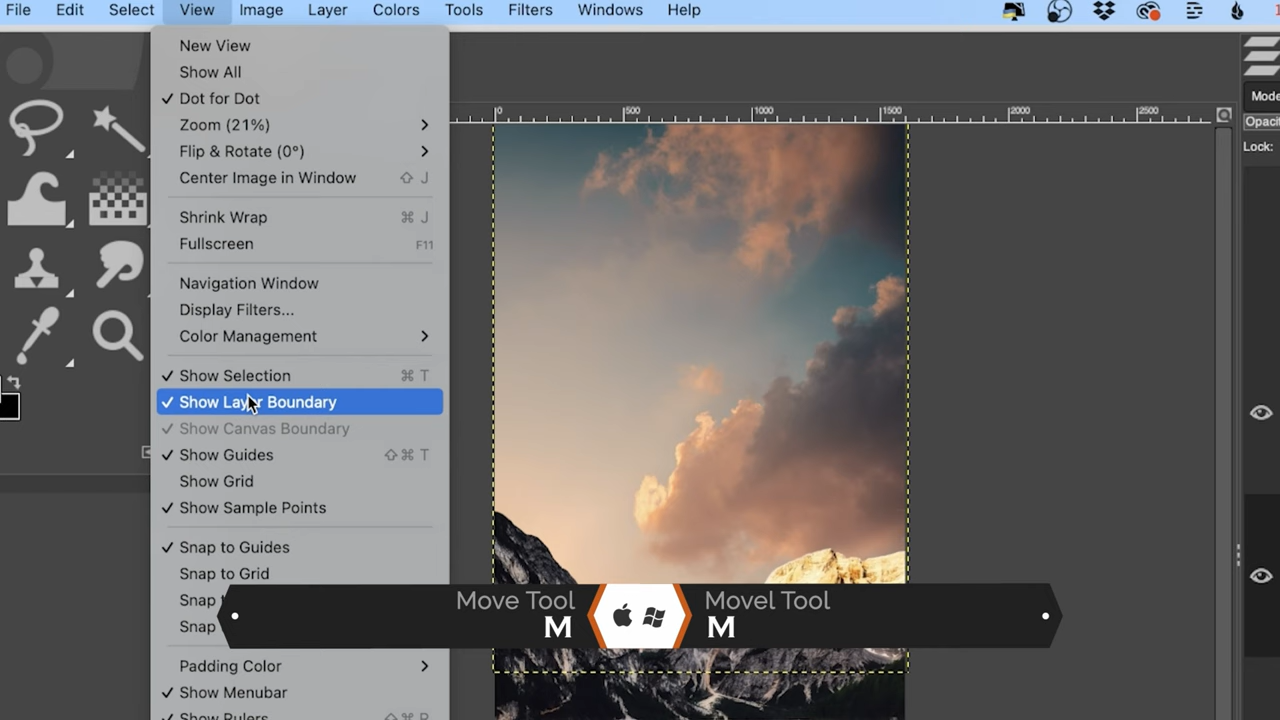 File Edit Select View Image Layer Colors Tools Filters Windows Help
New View
Show All
✓ Dot for Dot
Zoom (21%)
Flip & Rotate (0°)
Center Image in Window ⇧ J
Shrink Wrap ⌘ J
Fullscreen F11
Navigation Window
Display Filters...
Color Management
✓ Show Selection ⌘ T
✓ Show Layer Boundary
✓ Show Canvas Boundary
✓ Show Guides ⇧⌘ T
Show Grid
✓ Show Sample Points
✓ Snap to Guides
Snap to Grid
Snap
Snap
Padding Color
✓ Show Menubar
✓ Show Rulers ⇧⌘ R
0 500 1000 1500 2000 2500
Mode
Opacit
Lock:
Move Tool
M
Movel Tool
M